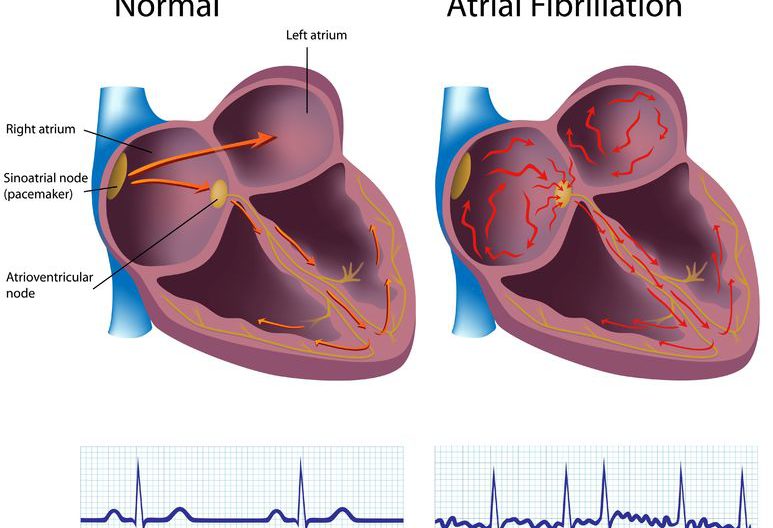 Normal
Atrial Fibrillation
Left atrium
Right atrium
Sinoatrial node
(pacemaker)
Atrioventricular
node